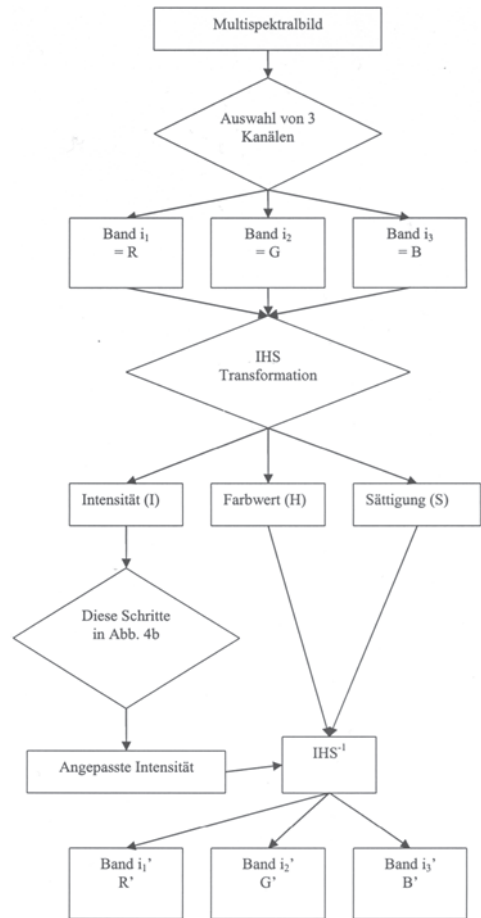 Multispektralbild
Auswahl von 3
Kanälen
Band i₁
= R
Band i₂
= G
Band i₃
= B
IHS
Transformation
Intensität (I)
Farbwert (H)
Sättigung (S)
Diese Schritte
in Abb. 4b
Angepasste Intensität
IHS⁻¹
Band i₁’
R’
Band i₂’
G’
Band i₃’
B’